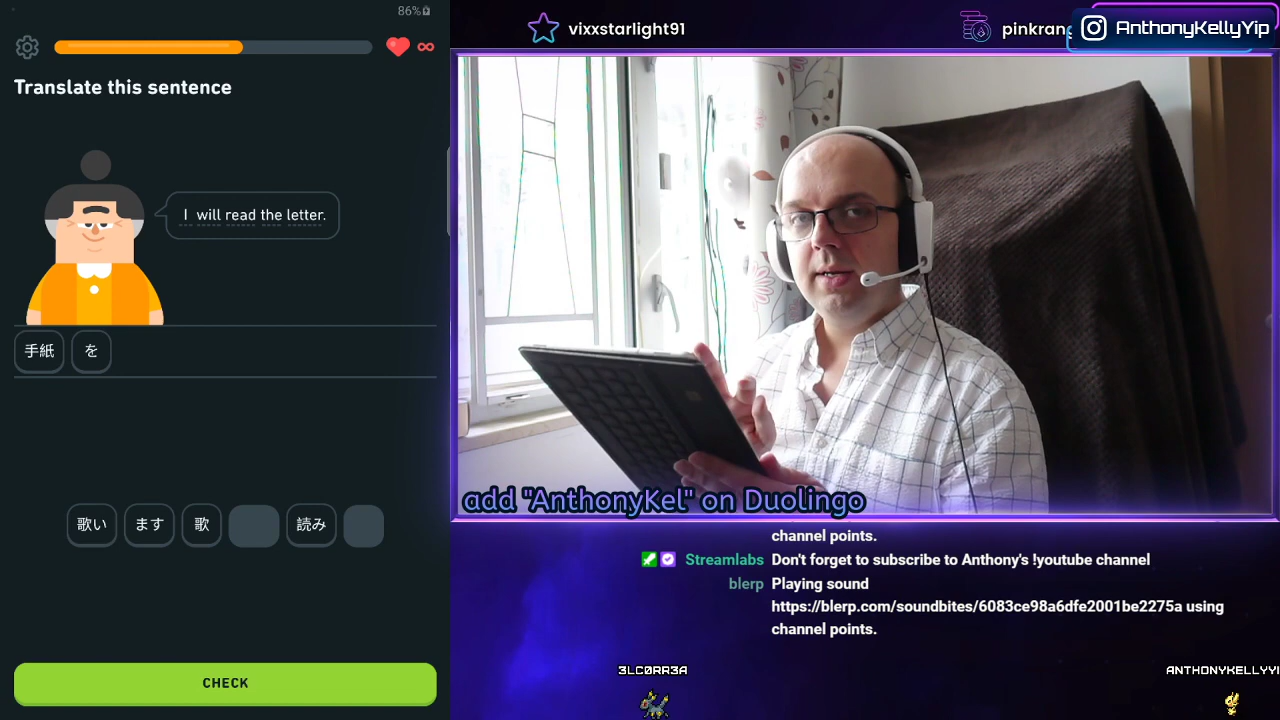 86%
∞
Translate this sentence
I will read the letter.
手紙 を
歌い ます 歌 読み
CHECK
vixxstarlight91
AnthonyKellyYip
add "AnthonyKel" on Duolingo
channel points.
Streamlabs Don't forget to subscribe to Anthony's !youtube channel
blerp Playing sound
https://blerp.com/soundbites/6083ce98a6dfe2001be2275a using
channel points.
3LC0RR3A
ANTHONYKELLYYI